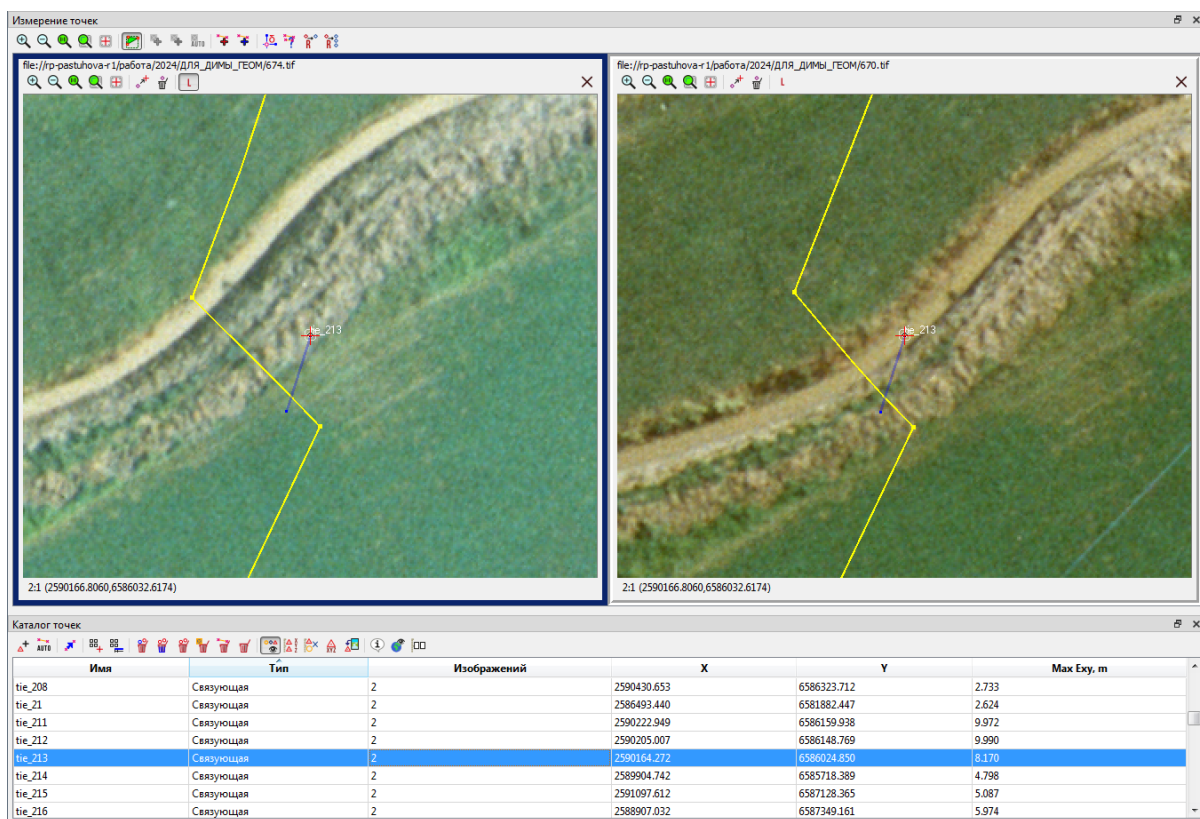 Измерение точек
AUTO R R
file://rp-pastuhova-r1/работа/2024/ДЛЯ_ДИМЫ_ГЕОМ/674.tif
L
tie_213
2:1 (2590166.8060,6586032.6174)
file://rp-pastuhova-r1/работа/2024/ДЛЯ_ДИМЫ_ГЕОМ/670.tif
L
tie_213
2:1 (2590166.8060,6586032.6174)
Каталог точек
AUTO
Имя Тип Изображений X Y Max Exy, m
tie_208 Связующая 2 2590430.653 6586323.712 2.733
tie_21 Связующая 2 2586493.440 6581882.447 2.624
tie_211 Связующая 2 2590222.949 6586159.938 9.972
tie_212 Связующая 2 2590205.007 6586148.769 9.990
tie_213 Связующая 2 2590164.272 6586024.850 8.170
tie_214 Связующая 2 2589904.742 6585718.389 4.798
tie_215 Связующая 2 2591097.612 6587128.365 5.087
tie_216 Связующая 2 2588907.032 6587349.161 5.974